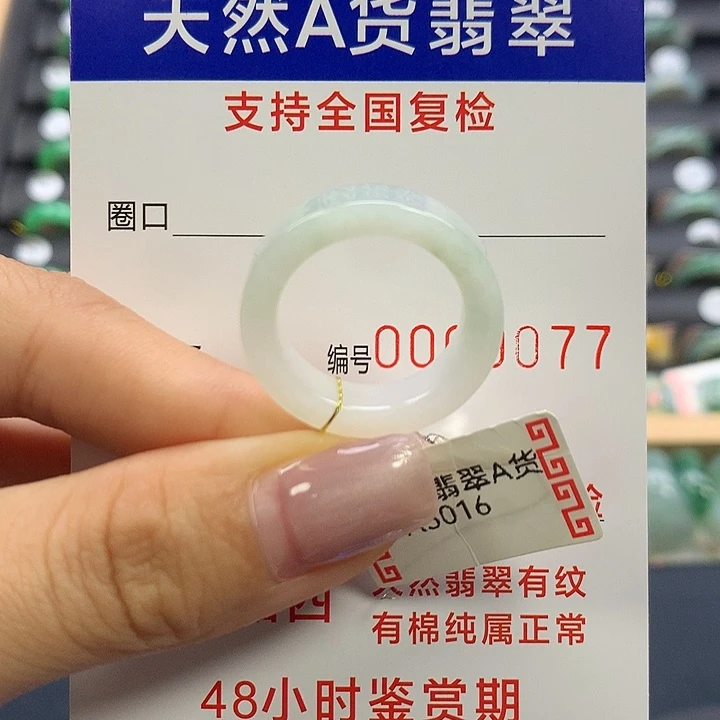 天然A货翡翠
支持全国复检
圈口
编号
77
翡翠A货
016
然翡翠有纹
有棉纯属正常
48小时鉴赏期